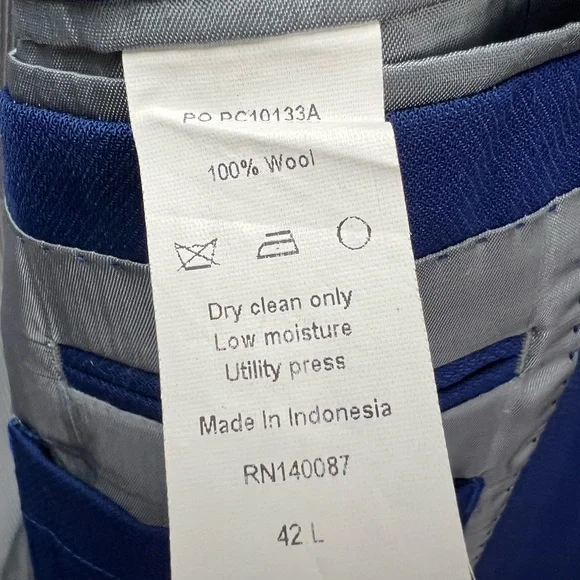 PO PC10133A
100% Wool
Dry clean only
Low moisture
Utility press
Made In Indonesia
RN140087
42 L